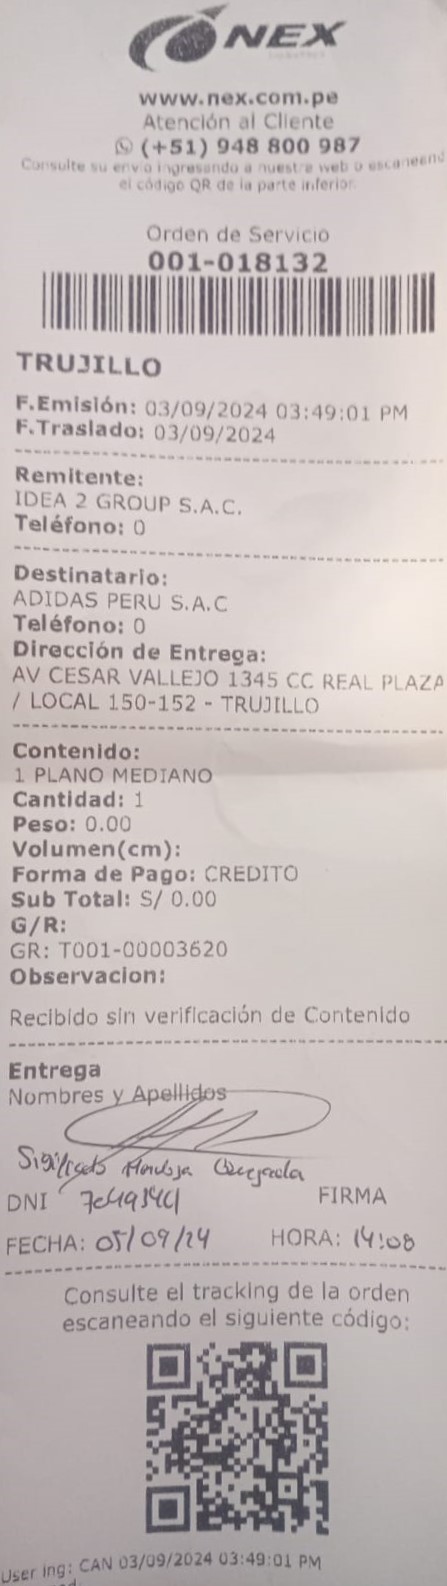 NEX
www.nex.com.pe
Atención al Cliente
(+51) 948 800 987
Consulte su envío ingresando a nuestra web o escaneand
el código QR de la parte inferior.
Orden de Servicio
001-018132
TRUJILLO
F.Emisión: 03/09/2024 03:49:01 PM
F.Traslado: 03/09/2024
Remitente:
IDEA 2 GROUP S.A.C.
Teléfono: 0
Destinatario:
ADIDAS PERU S.A.C
Teléfono: 0
Dirección de Entrega:
AV CESAR VALLEJO 1345 CC REAL PLAZA
/ LOCAL 150-152 - TRUJILLO
Contenido:
1 PLANO MEDIANO
Cantidad: 1
Peso: 0.00
Volumen(cm):
Forma de Pago: CREDITO
Sub Total: S/ 0.00
G/R:
GR: T001-00003620
Observacion:
Recibido sin verificación de Contenido
Entrega
Nombres y Apellidos
DNI FIRMA
FECHA: 05/09/24 HORA: 14:08
Consulte el tracking de la orden
escaneando el siguiente código:
User ing: CAN 03/09/2024 03:49:01 PM